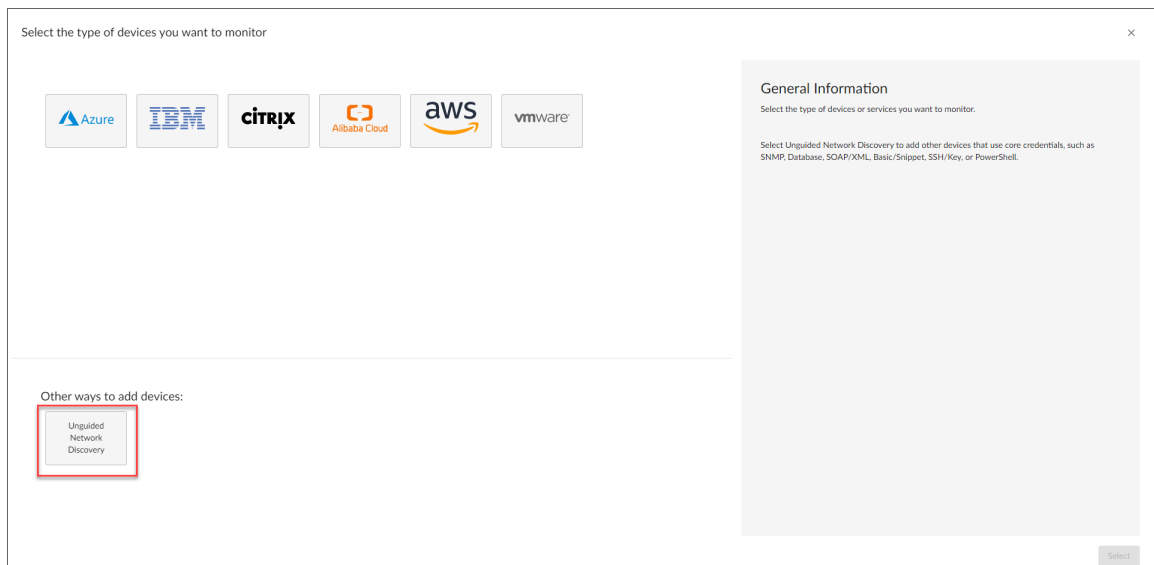 Select the type of devices you want to monitor
×
Azure
IBM
CİTRIX
Alibaba Cloud
aws
vmware
General Information
Select the type of devices or services you want to monitor.
Select Unguided Network Discovery to add other devices that use core credentials, such as
SNMP, Database, SOAP/XML, Basic/Snippet, SSH/Key, or PowerShell.
Other ways to add devices:
Unguided
Network
Discovery
Select